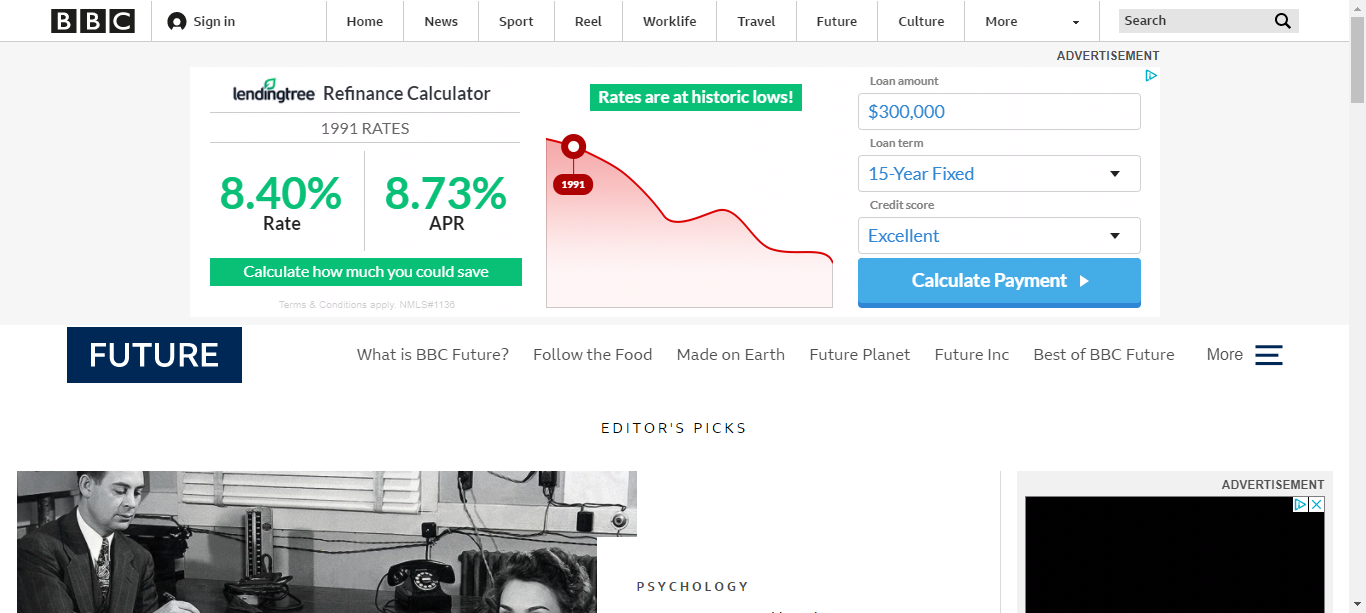 BBC
Sign in
Home
News
Sport
Reel
Worklife
Travel
Future
Culture
More
Search
ADVERTISEMENT
lendingtree Refinance Calculator
1991 RATES
8.40%
Rate
8.73%
APR
Calculate how much you could save
Terms & Conditions apply. NMLS#1136
Rates are at historic lows!
1991
Loan amount
$300,000
Loan term
15-Year Fixed
Credit score
Excellent
Calculate Payment
FUTURE
What is BBC Future?
Follow the Food
Made on Earth
Future Planet
Future Inc
Best of BBC Future
More
EDITOR'S PICKS
PSYCHOLOGY
ADVERTISEMENT